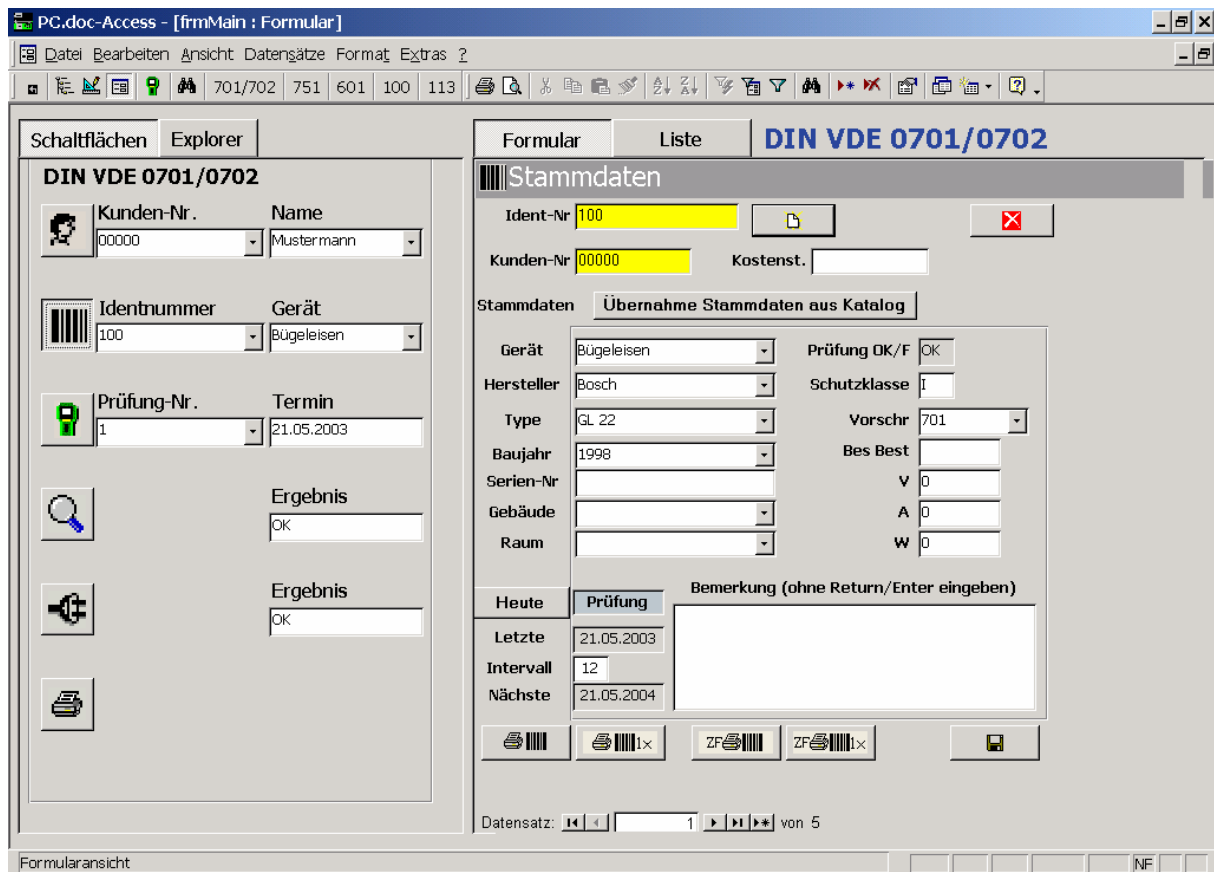 PC.doc-Access - [frmMain : Formular]
Datei Bearbeiten Ansicht Datensätze Format Extras ?
701/702 751 601 100 113
Schaltflächen Explorer
DIN VDE 0701/0702
Kunden-Nr. Name
00000 Mustermann
Identnummer Gerät
100 Bügeleisen
Prüfung-Nr. Termin
1 21.05.2003
Ergebnis
OK
Ergebnis
OK
Formular Liste DIN VDE 0701/0702
Stammdaten
Ident-Nr 100
Kunden-Nr 00000 Kostenst.
Stammdaten Übernahme Stammdaten aus Katalog
Gerät Bügeleisen Prüfung OK/F OK
Hersteller Bosch Schutzklasse I
Type GL 22 Vorschr 701
Baujahr 1998 Bes Best
Serien-Nr V 0
Gebäude A 0
Raum W 0
Heute Prüfung Bemerkung (ohne Return/Enter eingeben)
Letzte 21.05.2003
Intervall 12
Nächste 21.05.2004
1x ZF ZF 1x
Datensatz: 1 von 5
Formularansicht NF